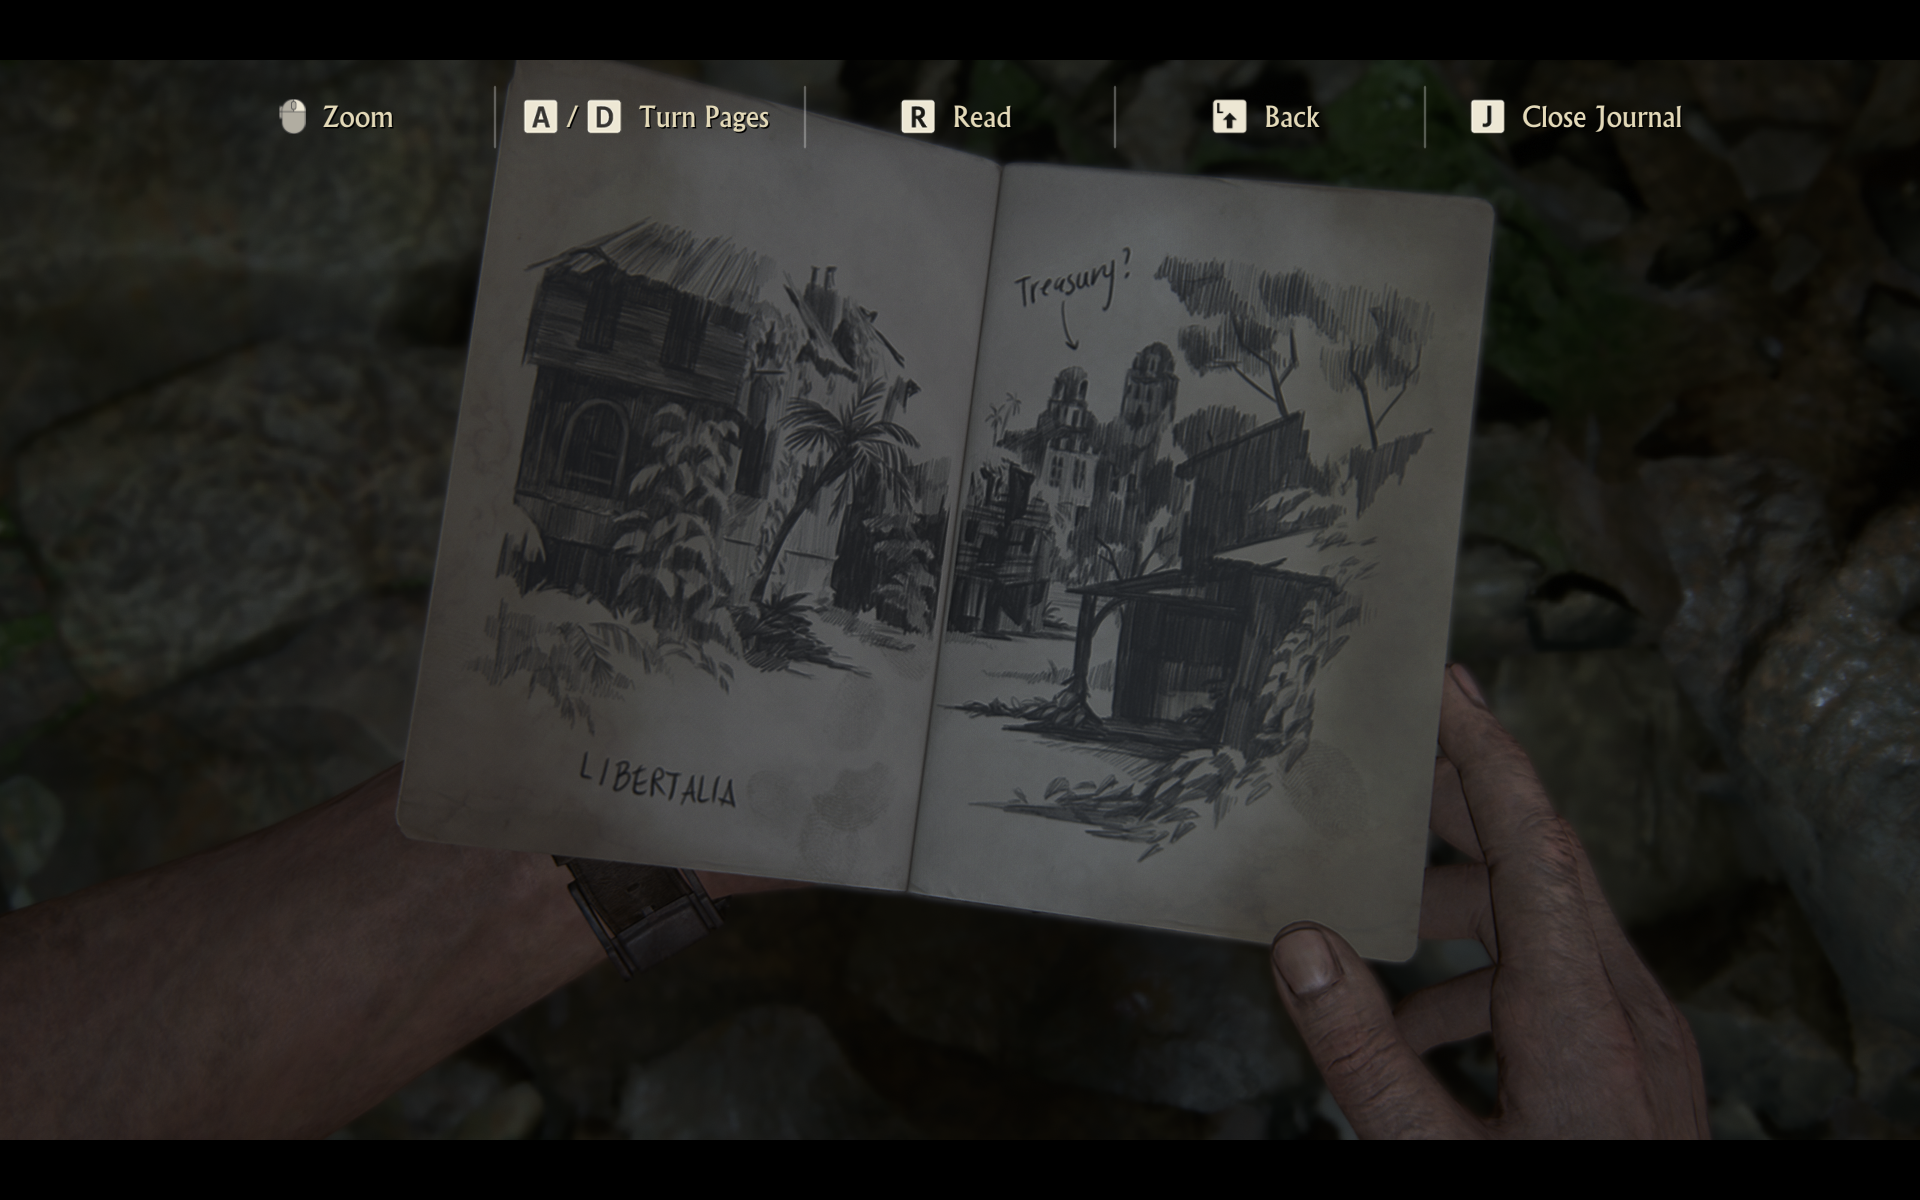 Zoom
A / D Turn Pages
R Read
L Back
J Close Journal
Treasury?
LIBERTALIA